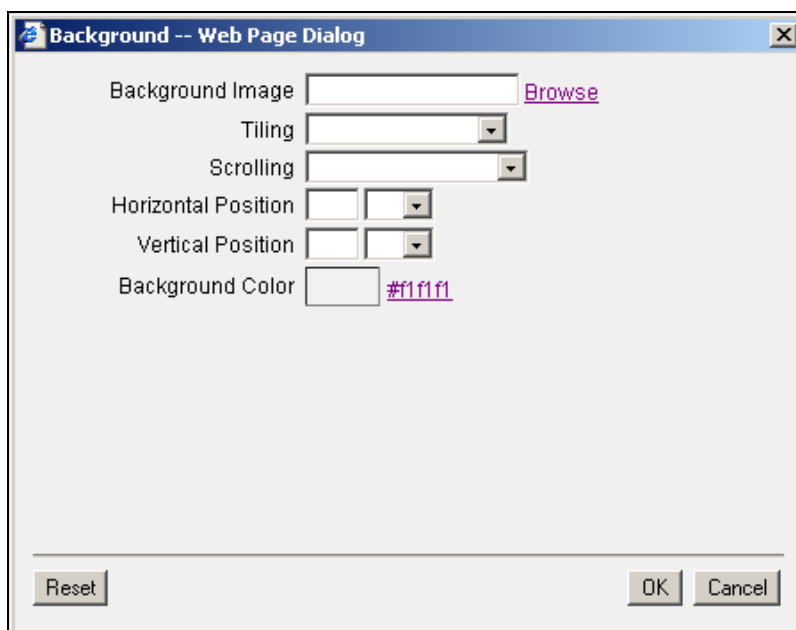 Background -- Web Page Dialog
Background Image Browse
Tiling
Scrolling
Horizontal Position
Vertical Position
Background Color #f1f1f1
Reset OK Cancel